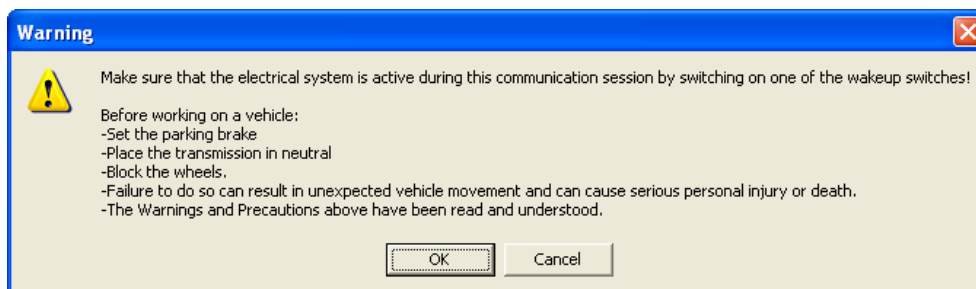 Warning
Make sure that the electrical system is active during this communication session by switching on one of the wakeup switches!
Before working on a vehicle:
-Set the parking brake
-Place the transmission in neutral
-Block the wheels.
-Failure to do so can result in unexpected vehicle movement and can cause serious personal injury or death.
-The Warnings and Precautions above have been read and understood.
OK
Cancel